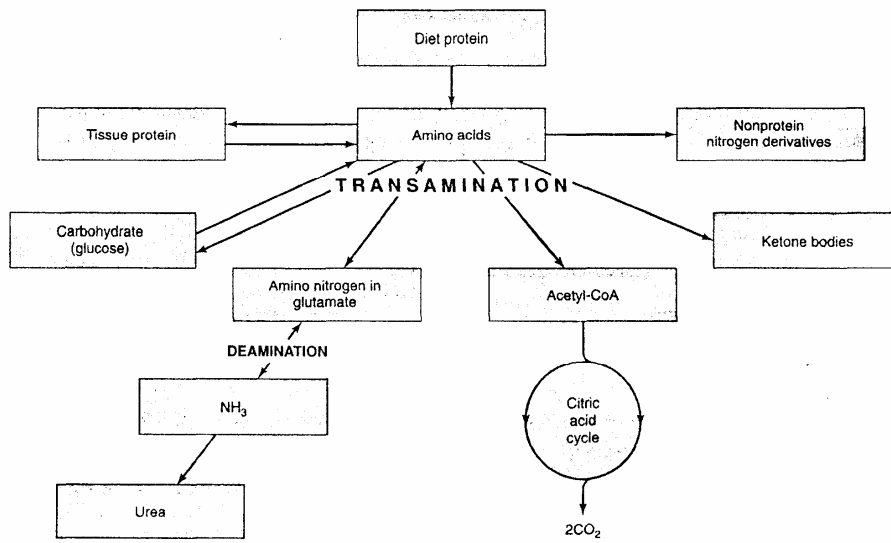 Diet protein
Tissue protein
Amino acids
Nonprotein
nitrogen derivatives
TRANSAMINATION
Carbohydrate
(glucose)
Ketone bodies
Amino nitrogen in
glutamate
Acetyl-CoA
DEAMINATION
NH₃
Citric
acid
cycle
Urea
2CO₂